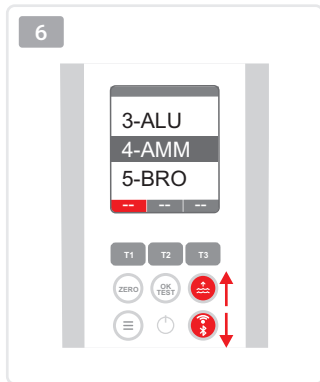 6
3-ALU
4-AMM
5-BRO
-- -- --
T1 T2 T3
ZERO OK TEST